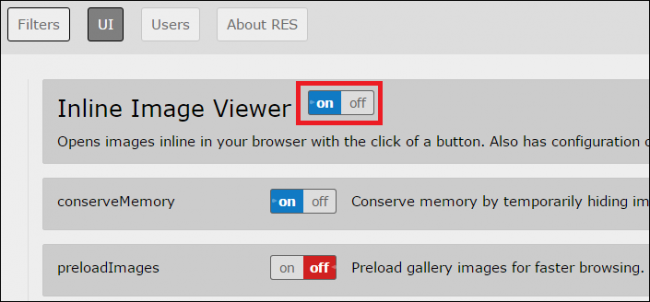 Filters UI Users About RES
Inline Image Viewer on off
Opens images inline in your browser with the click of a button. Also has configuration
conserveMemory on off Conserve memory by temporarily hiding
preloadImages on off Preload gallery images for faster browsing.